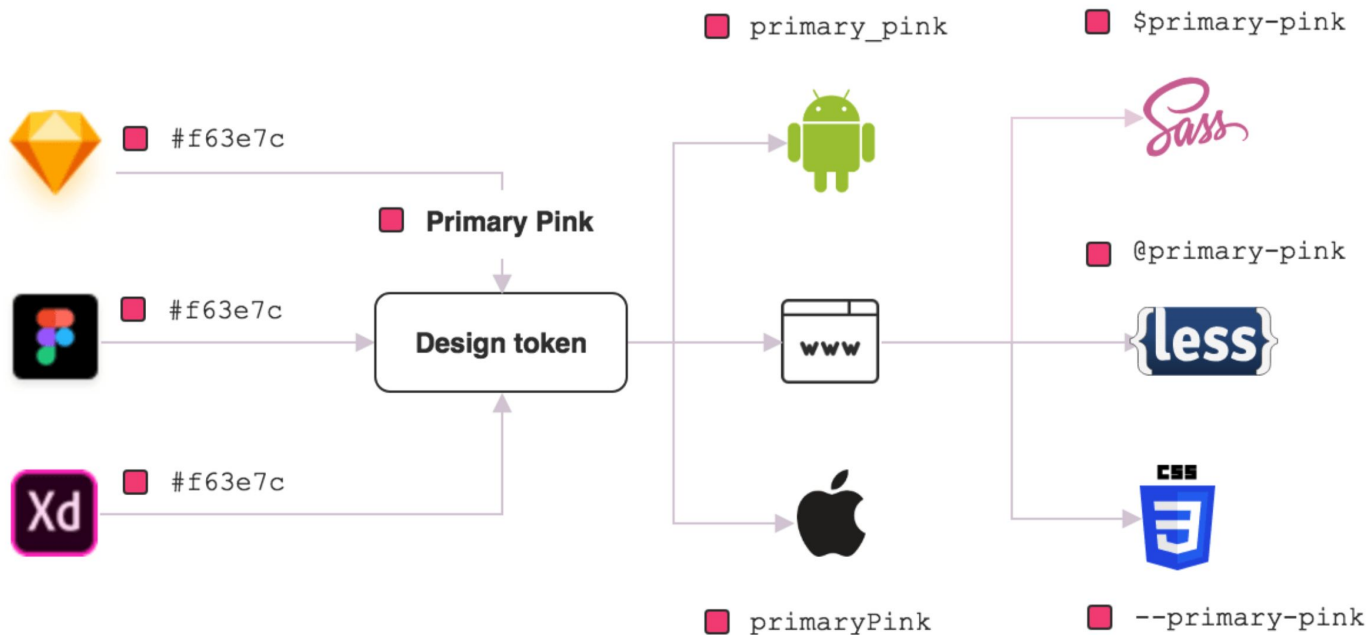 primary_pink
$primary-pink
#f63e7c
Sass
Primary Pink
@primary-pink
#f63e7c
Design token
www
{less}
#f63e7c
Xd
CSS
3
primaryPink
--primary-pink